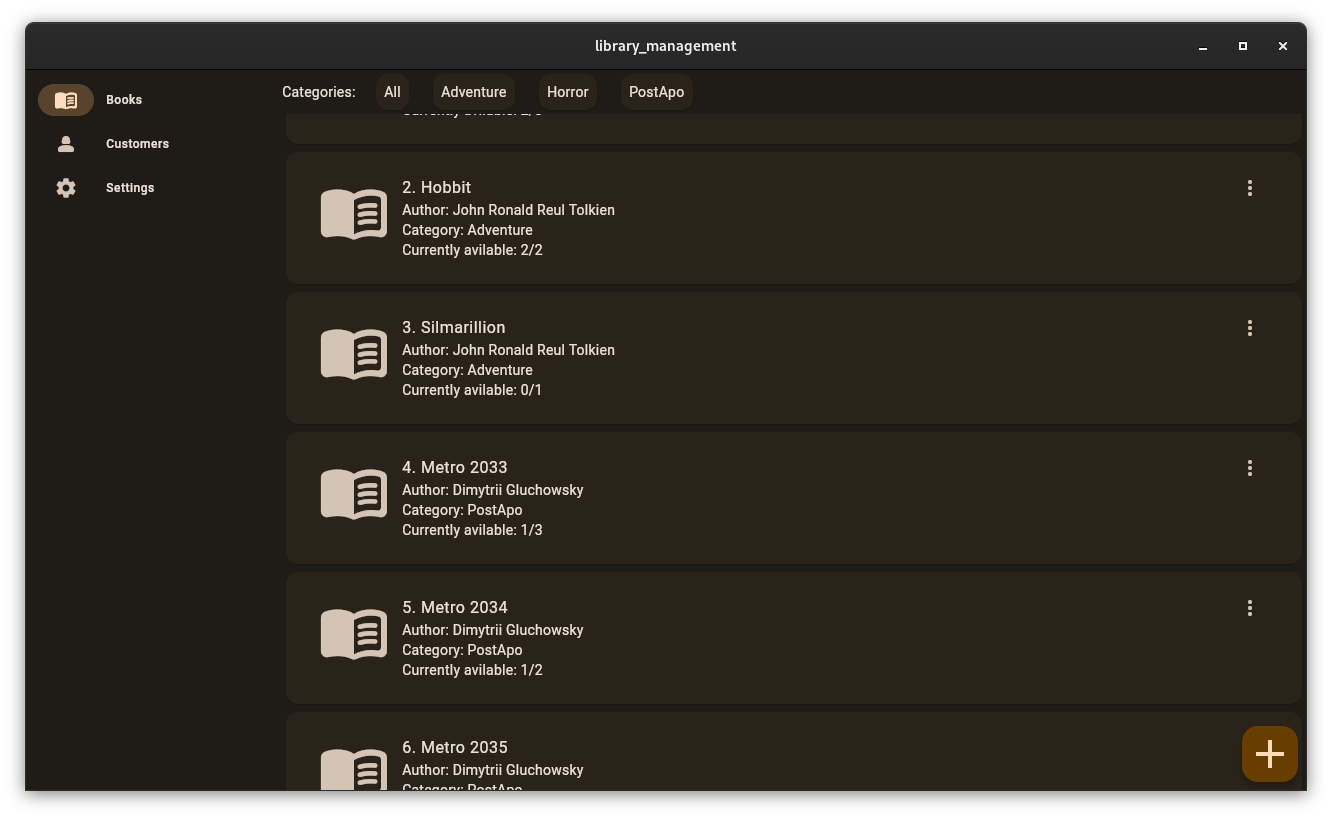 library_management
Books
Customers
Settings
Categories: All Adventure Horror PostApo
2. Hobbit
Author: John Ronald Reul Tolkien
Category: Adventure
Currently avilable: 2/2
3. Silmarillion
Author: John Ronald Reul Tolkien
Category: Adventure
Currently avilable: 0/1
4. Metro 2033
Author: Dimytrii Gluchowsky
Category: PostApo
Currently avilable: 1/3
5. Metro 2034
Author: Dimytrii Gluchowsky
Category: PostApo
Currently avilable: 1/2
6. Metro 2035
Author: Dimytrii Gluchowsky
Category: PostApo